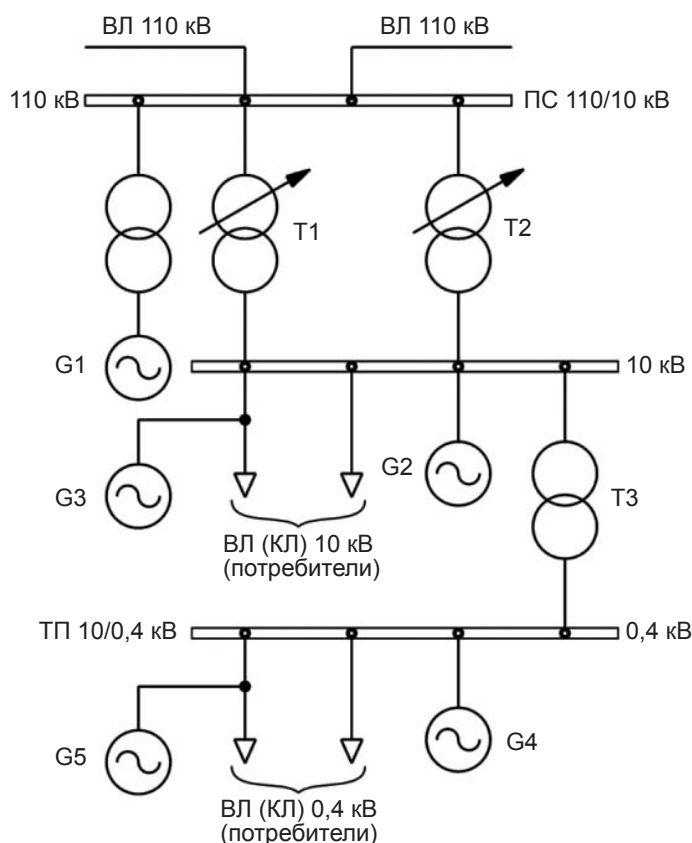 ВЛ 110 кВ
ВЛ 110 кВ
110 кВ
ПС 110/10 кВ
Т1
Т2
G1
10 кВ
G3
G2
Т3
ВЛ (КЛ) 10 кВ
(потребители)
ТП 10/0,4 кВ
0,4 кВ
G5
G4
ВЛ (КЛ) 0,4 кВ
(потребители)